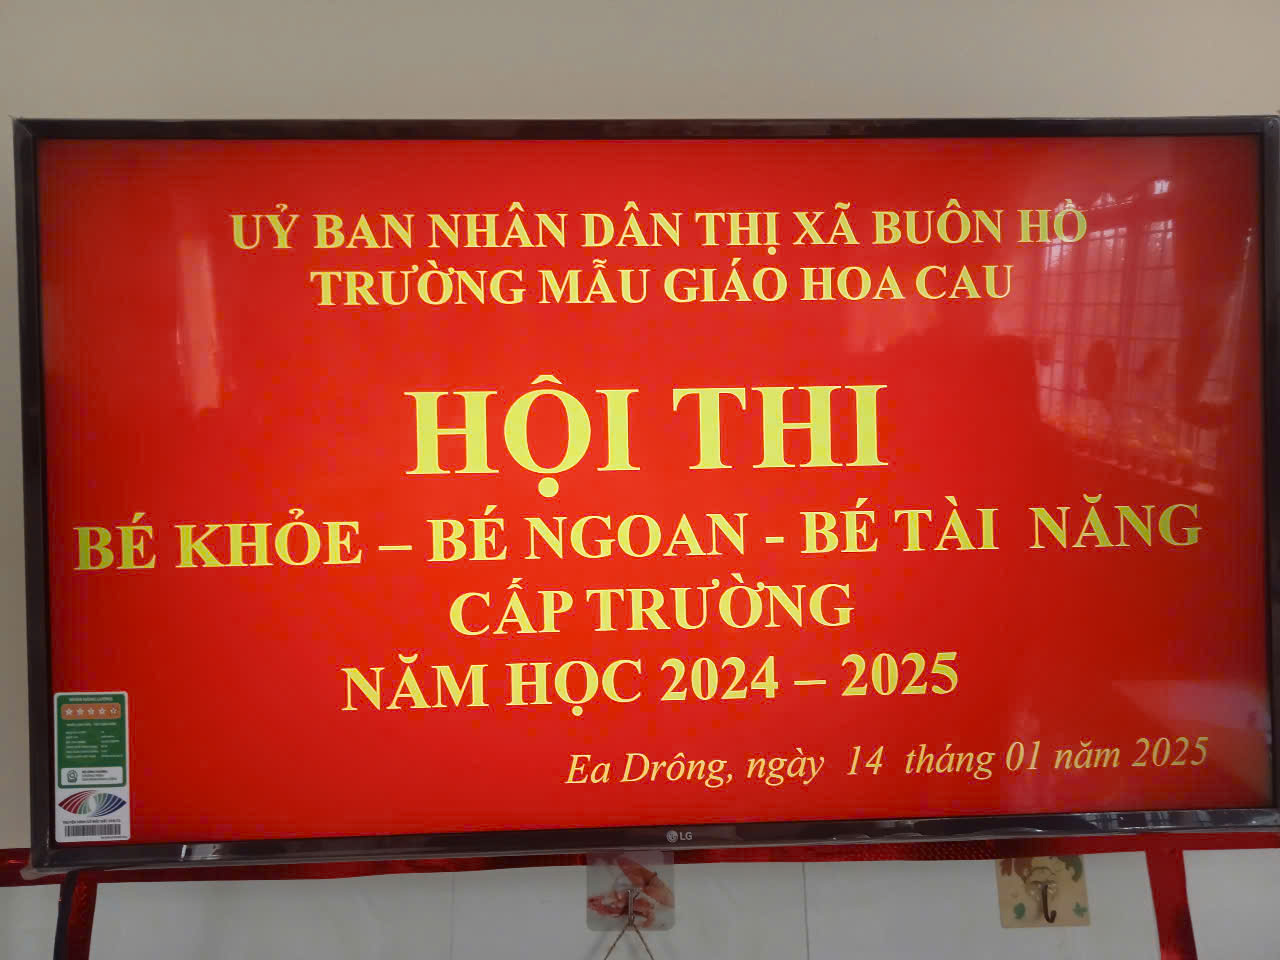 UỶ BAN NHÂN DÂN THỊ XÃ BUÔN HỒ
TRƯỜNG MẪU GIÁO HOA CAU
HỘI THI
BÉ KHỎE – BÉ NGOAN - BÉ TÀI NĂNG
CẤP TRƯỜNG
NĂM HỌC 2024 – 2025
Ea Drông, ngày 14 tháng 01 năm 2025
LG